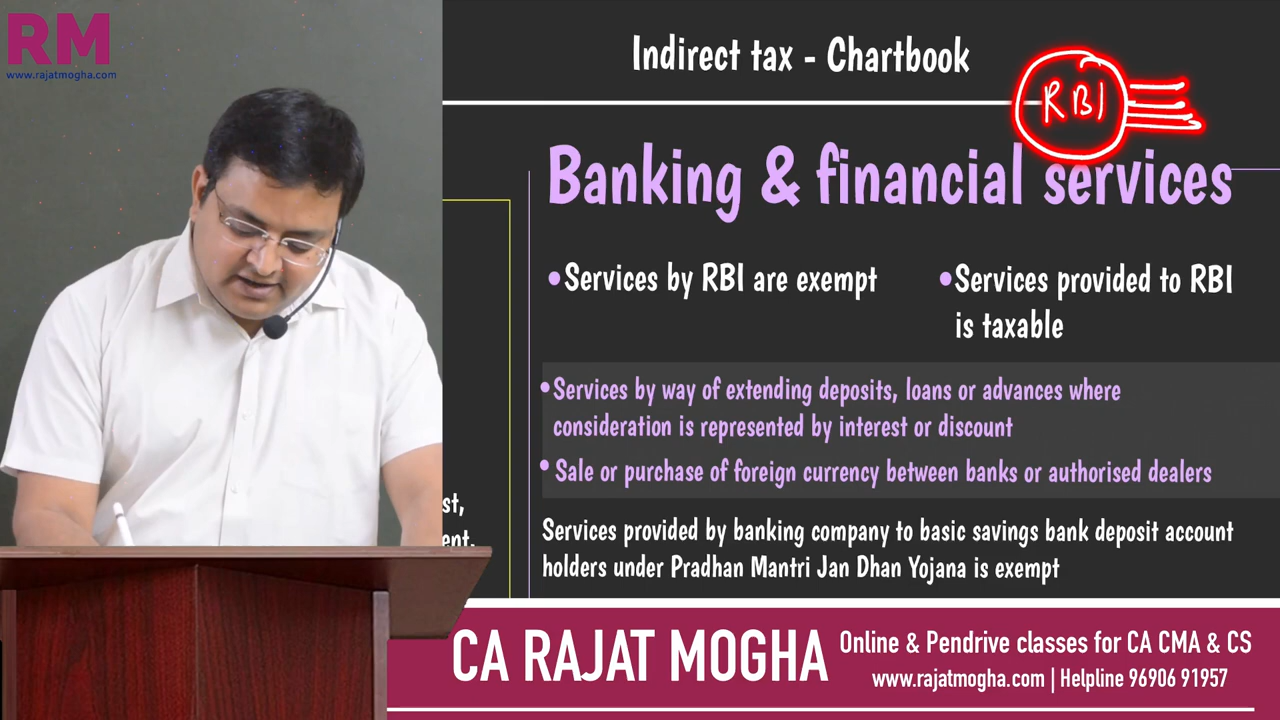 RM
www.rajatmogha.com
Indirect tax - Chartbook
RBI
Banking & financial services
•Services by RBI are exempt
•Services provided to RBI
is taxable
•Services by way of extending deposits, loans or advances where
consideration is represented by interest or discount
• Sale or purchase of foreign currency between banks or authorised dealers
st,
ent.
Services provided by banking company to basic savings bank deposit account
holders under Pradhan Mantri Jan Dhan Yojana is exempt
CA RAJAT MOGHA
Online & Pendrive classes for CA CMA & CS
www.rajatmogha.com | Helpline 96906 91957